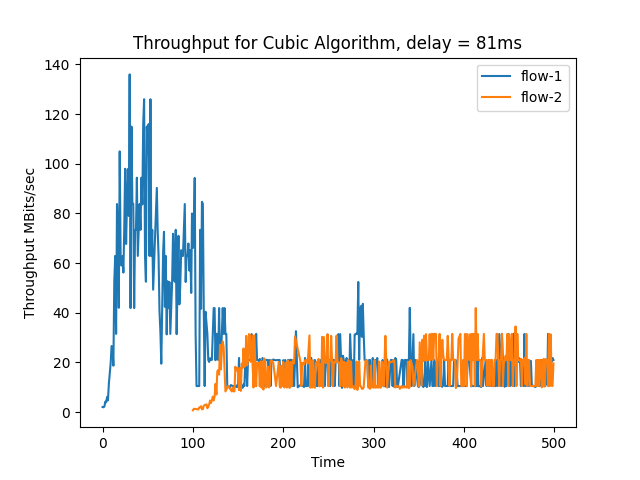 Throughput for Cubic Algorithm, delay = 81ms
flow-1
flow-2
Throughput MBits/sec
140
120
100
80
60
40
20
0
0 100 200 300 400 500
Time